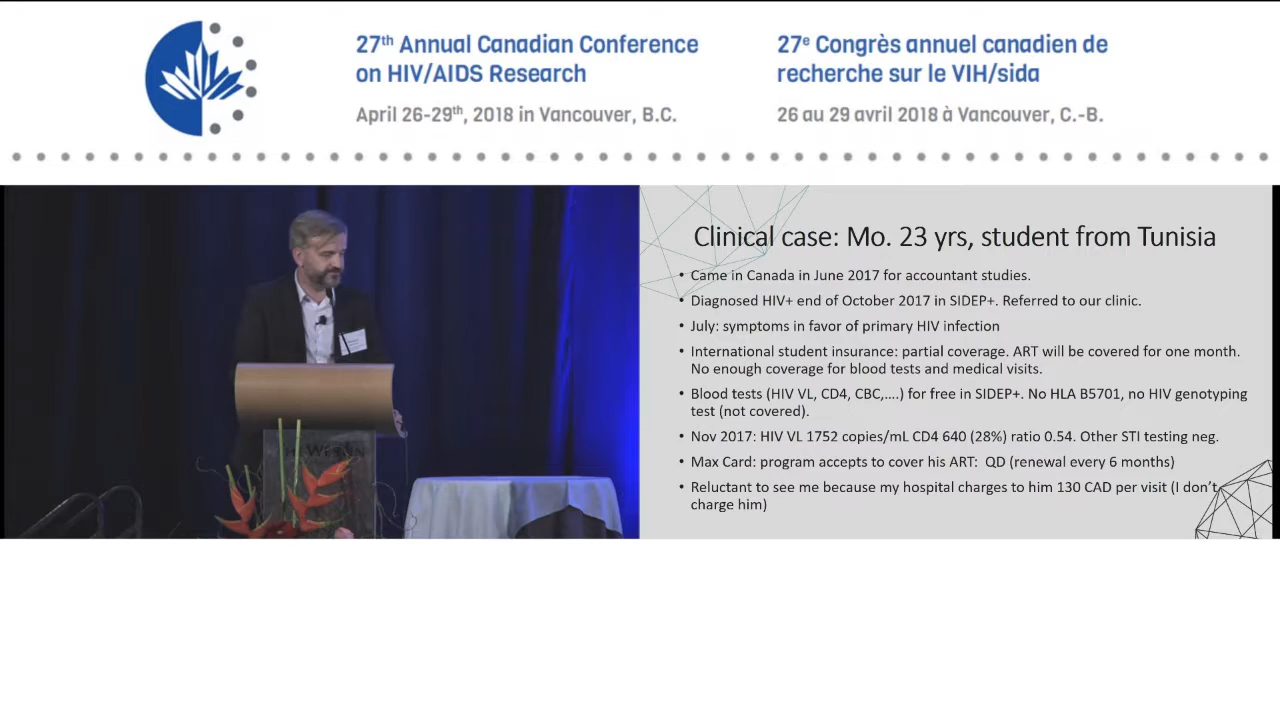 27th Annual Canadian Conference
on HIV/AIDS Research
April 26-29th, 2018 in Vancouver, B.C.
27e Congrès annuel canadien de
recherche sur le VIH/sida
26 au 29 avril 2018 à Vancouver, C.-B.
Clinical case: Mo. 23 yrs, student from Tunisia
• Came in Canada in June 2017 for accountant studies.
• Diagnosed HIV+ end of October 2017 in SIDEP+. Referred to our clinic.
• July: symptoms in favor of primary HIV infection
• International student insurance: partial coverage. ART will be covered for one month.
No enough coverage for blood tests and medical visits.
• Blood tests (HIV VL, CD4, CBC,....) for free in SIDEP+. No HLA B5701, no HIV genotyping
test (not covered).
• Nov 2017: HIV VL 1752 copies/mL CD4 640 (28%) ratio 0.54. Other STI testing neg.
• Max Card: program accepts to cover his ART: QD (renewal every 6 months)
• Reluctant to see me because my hospital charges to him 130 CAD per visit (I don't
charge him)